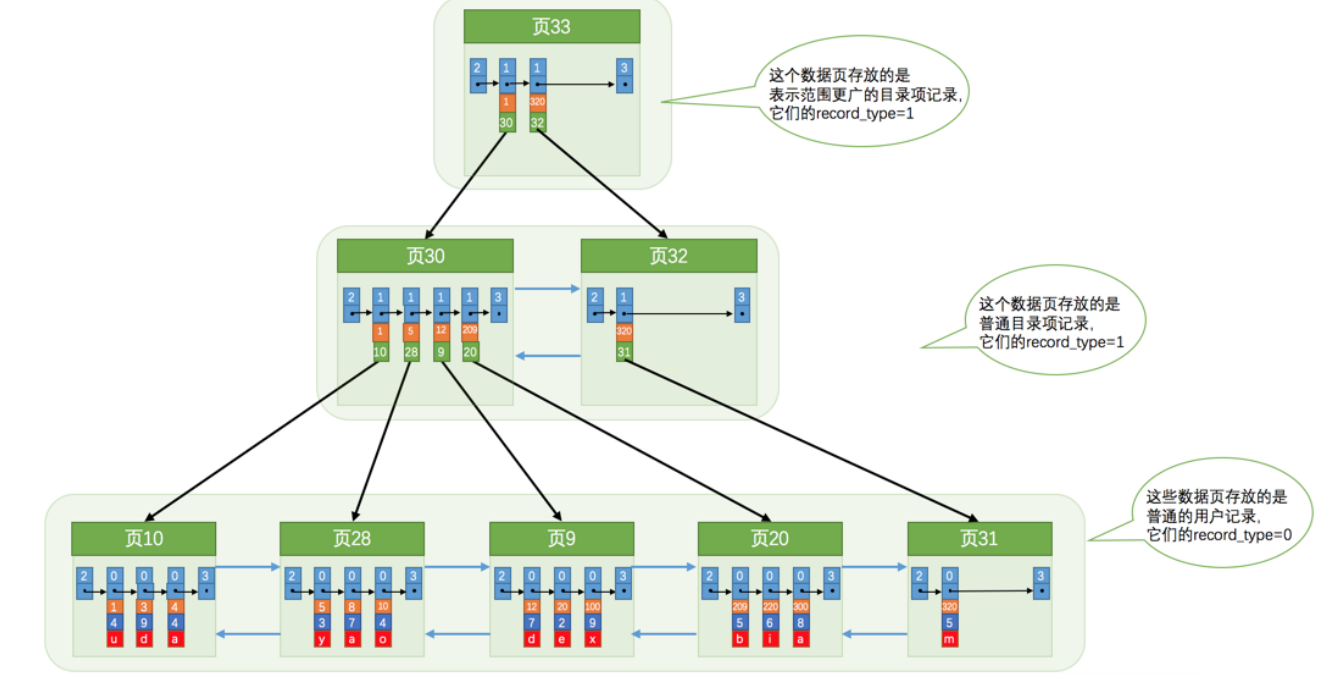 页33
2 1 1 3
1 320
30 32
这个数据页存放的是
表示范围更广的目录项记录,
它们的record_type=1
页30 页32
2 1 1 1 1 3 2 1 3
1 5 12 209 320
10 28 9 20 31
这个数据页存放的是
普通目录项记录,
它们的record_type=1
页10 页28 页9 页20 页31
2 0 0 0 3 2 0 0 0 3 2 0 0 0 3 2 0 0 0 3 2 0 3
1 3 4 5 8 10 12 20 100 209 220 300 320
4 9 4 3 7 4 7 2 9 5 6 8 5
u d a y a o d e x b i a m
这些数据页存放的是
普通的用户记录,
它们的record_type=0